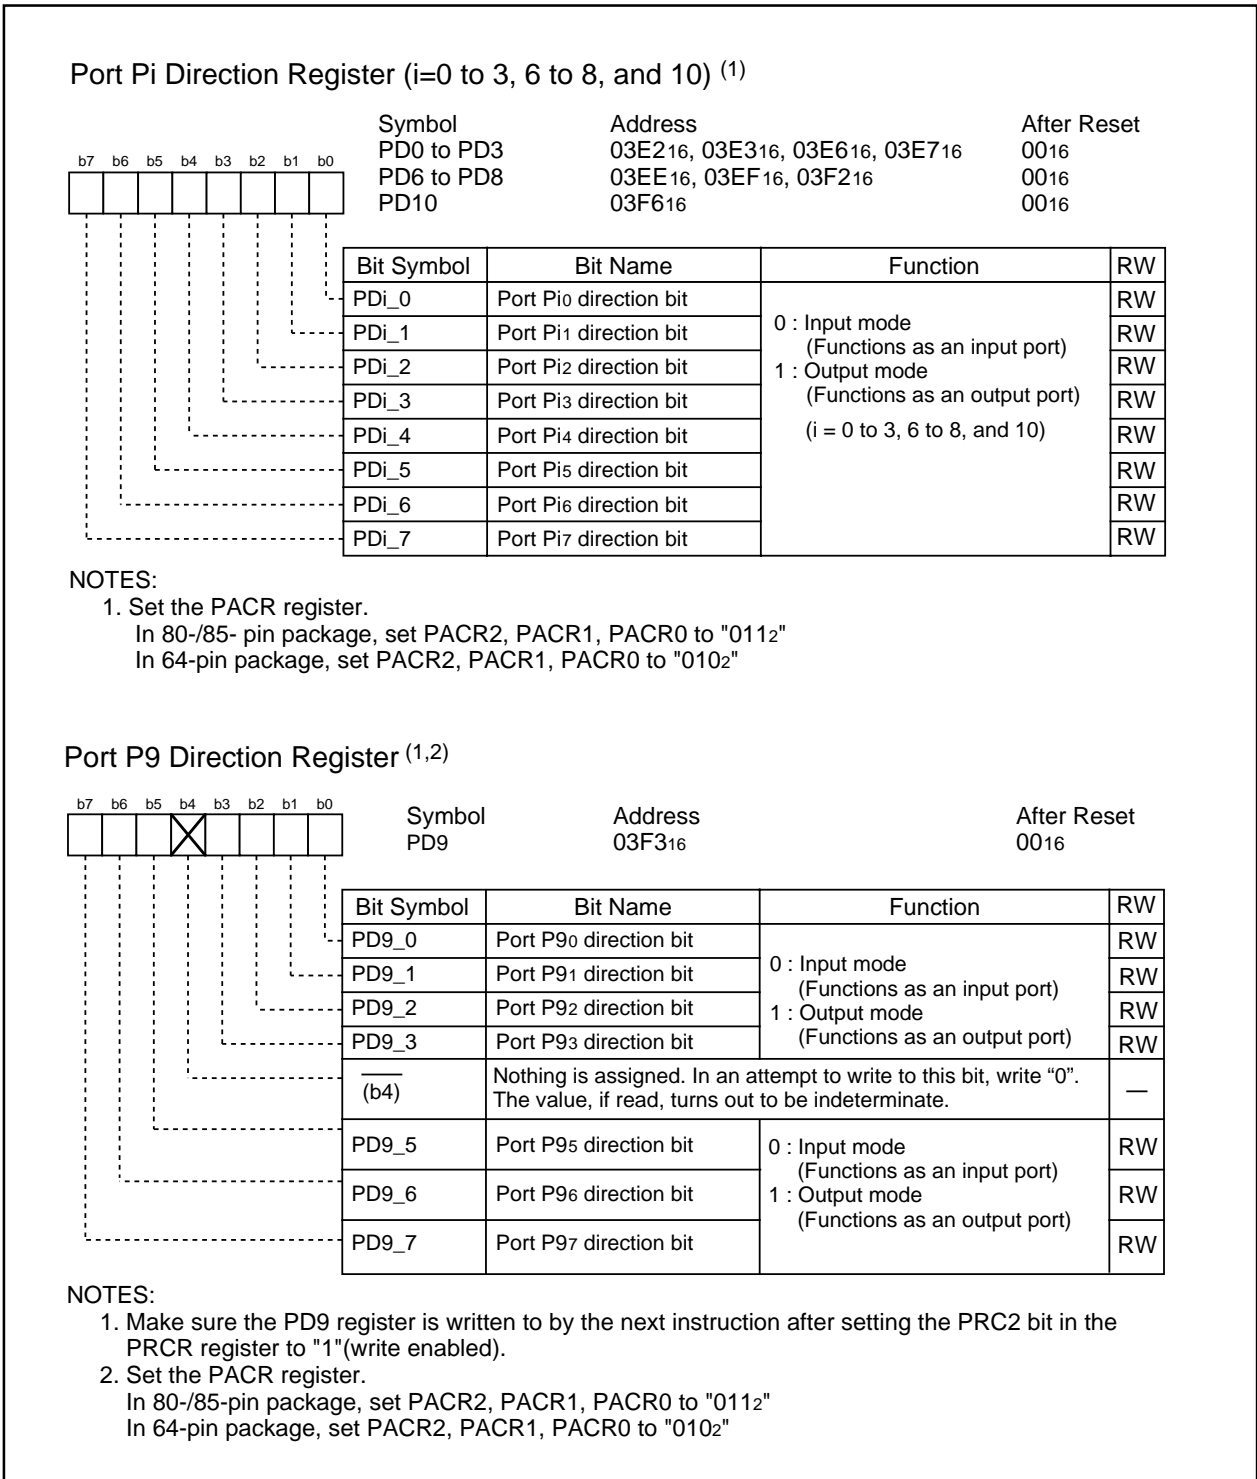 Port Pi Direction Register (i=0 to 3, 6 to 8, and 10) (1)
Symbol Address After Reset
PD0 to PD3 03E216, 03E316, 03E616, 03E716 0016
PD6 to PD8 03EE16, 03EF16, 03F216 0016
PD10 03F616 0016
b7 b6 b5 b4 b3 b2 b1 b0
Bit Symbol Bit Name Function RW
PDi_0 Port Pi0 direction bit RW
PDi_1 Port Pi1 direction bit RW
PDi_2 Port Pi2 direction bit RW
PDi_3 Port Pi3 direction bit RW
PDi_4 Port Pi4 direction bit RW
PDi_5 Port Pi5 direction bit RW
PDi_6 Port Pi6 direction bit RW
PDi_7 Port Pi7 direction bit RW
0 : Input mode
(Functions as an input port)
1 : Output mode
(Functions as an output port)
(i = 0 to 3, 6 to 8, and 10)
NOTES:
1. Set the PACR register.
In 80-/85- pin package, set PACR2, PACR1, PACR0 to "0112"
In 64-pin package, set PACR2, PACR1, PACR0 to "0102"
Port P9 Direction Register (1,2)
b7 b6 b5 b4 b3 b2 b1 b0
Symbol Address After Reset
PD9 03F316 0016
Bit Symbol Bit Name Function RW
PD9_0 Port P90 direction bit RW
PD9_1 Port P91 direction bit RW
PD9_2 Port P92 direction bit RW
PD9_3 Port P93 direction bit RW
0 : Input mode
(Functions as an input port)
1 : Output mode
(Functions as an output port)
(b4) Nothing is assigned. In an attempt to write to this bit, write “0”. —
The value, if read, turns out to be indeterminate.
PD9_5 Port P95 direction bit RW
PD9_6 Port P96 direction bit RW
PD9_7 Port P97 direction bit RW
0 : Input mode
(Functions as an input port)
1 : Output mode
(Functions as an output port)
NOTES:
1. Make sure the PD9 register is written to by the next instruction after setting the PRC2 bit in the
PRCR register to "1"(write enabled).
2. Set the PACR register.
In 80-/85-pin package, set PACR2, PACR1, PACR0 to "0112"
In 64-pin package, set PACR2, PACR1, PACR0 to "0102"